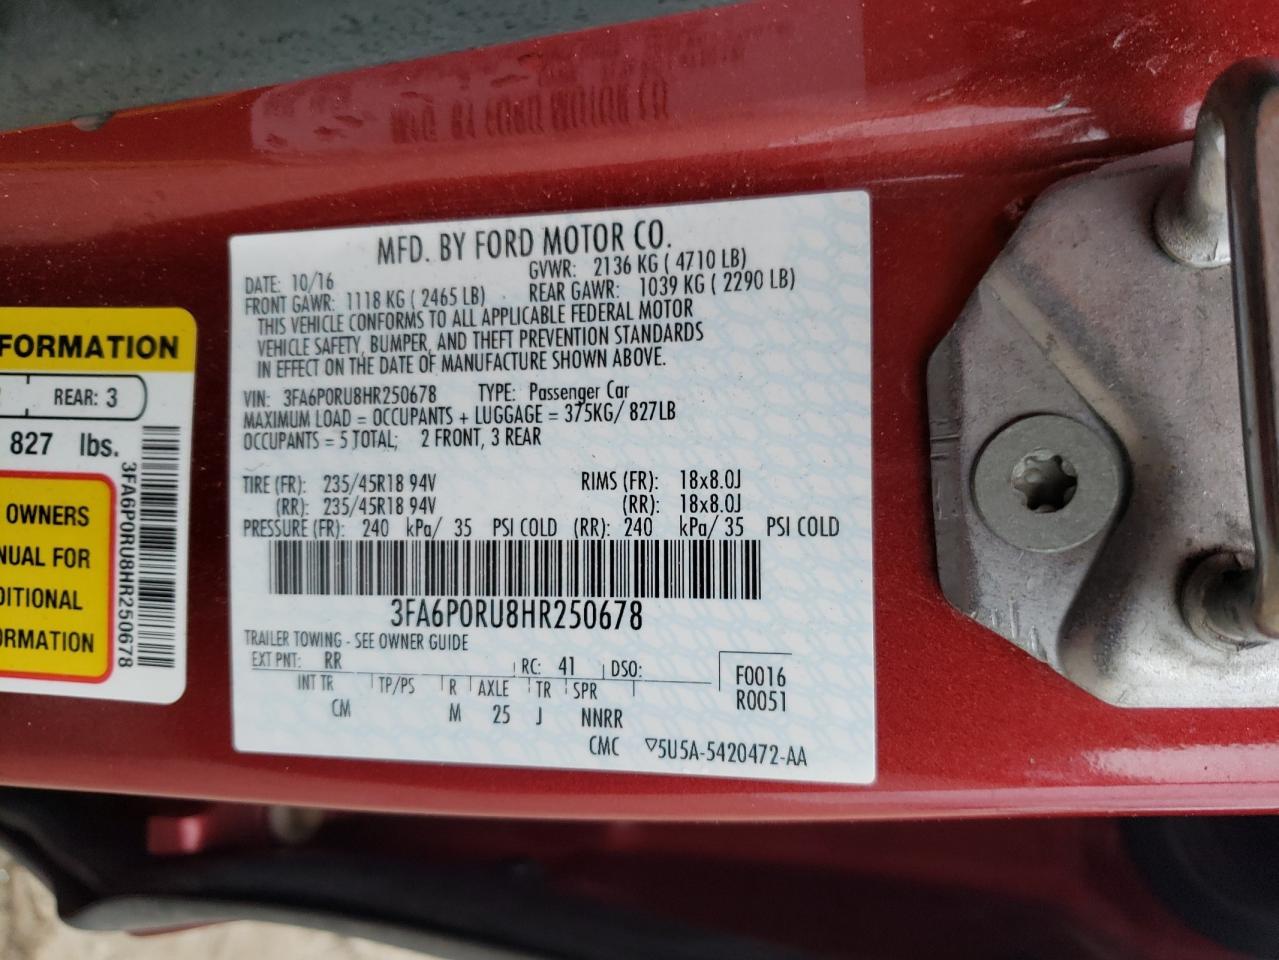 MFD. BY FORD MOTOR CO.
DATE: 10/16 GVWR: 2136 KG ( 4710 LB)
FRONT GAWR: 1118 KG ( 2465 LB) REAR GAWR: 1039 KG ( 2290 LB)
THIS VEHICLE CONFORMS TO ALL APPLICABLE FEDERAL MOTOR
VEHICLE SAFETY, BUMPER, AND THEFT PREVENTION STANDARDS
IN EFFECT ON THE DATE OF MANUFACTURE SHOWN ABOVE.
VIN: 3FA6P0RU8HR250678 TYPE: Passenger Car
MAXIMUM LOAD = OCCUPANTS + LUGGAGE = 375KG/ 827LB
OCCUPANTS = 5 TOTAL; 2 FRONT, 3 REAR
TIRE (FR): 235/45R18 94V RIMS (FR): 18x8.0J
(RR): 235/45R18 94V (RR): 18x8.0J
PRESSURE (FR): 240 kPa/ 35 PSI COLD (RR): 240 kPa/ 35 PSI COLD
3FA6P0RU8HR250678
TRAILER TOWING - SEE OWNER GUIDE
EXT PNT: RR RC: 41 DSO: F0016
INT TR TP/PS R AXLE TR SPR R0051
CM M 25 J NNRR
CMC ▽5U5A-5420472-AA
FORMATION
REAR: 3
827 lbs.
OWNERS
NUAL FOR
DITIONAL
ORMATION
3FA6P0RU8HR250678